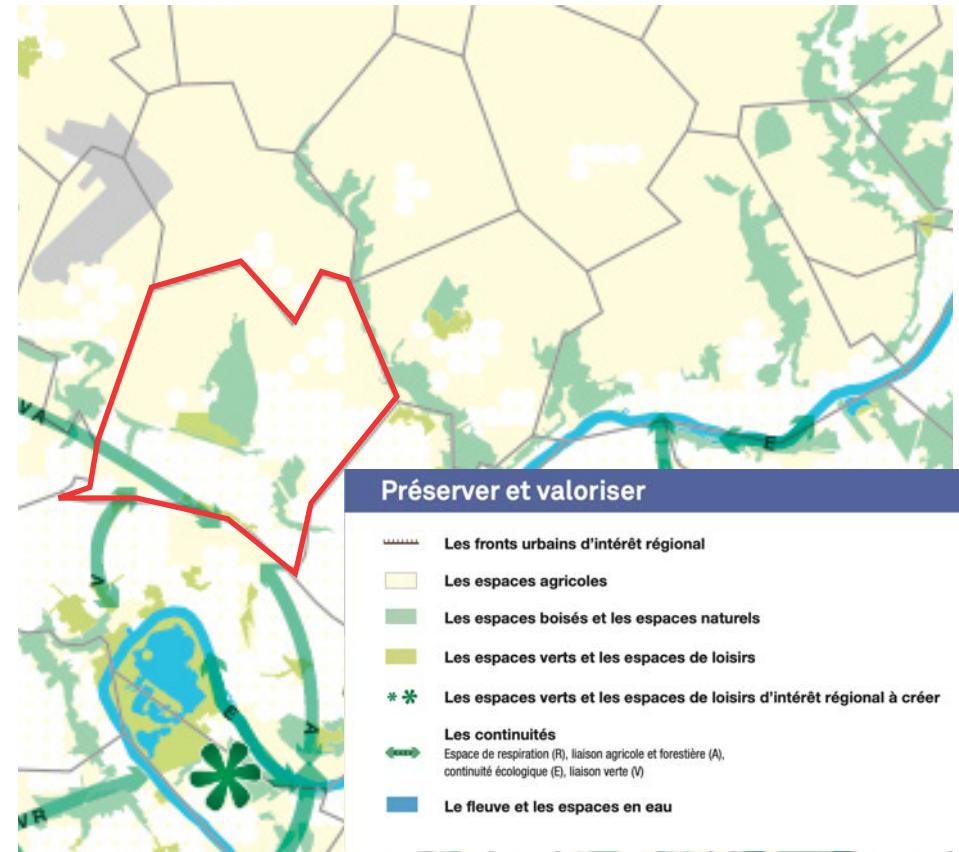 V A
V
E
E
A
V R
Préserver et valoriser
Les fronts urbains d'intérêt régional
Les espaces agricoles
Les espaces boisés et les espaces naturels
Les espaces verts et les espaces de loisirs
Les espaces verts et les espaces de loisirs d'intérêt régional à créer
Les continuités
Espace de respiration (R), liaison agricole et forestière (A),
continuité écologique (E), liaison verte (V)
Le fleuve et les espaces en eau